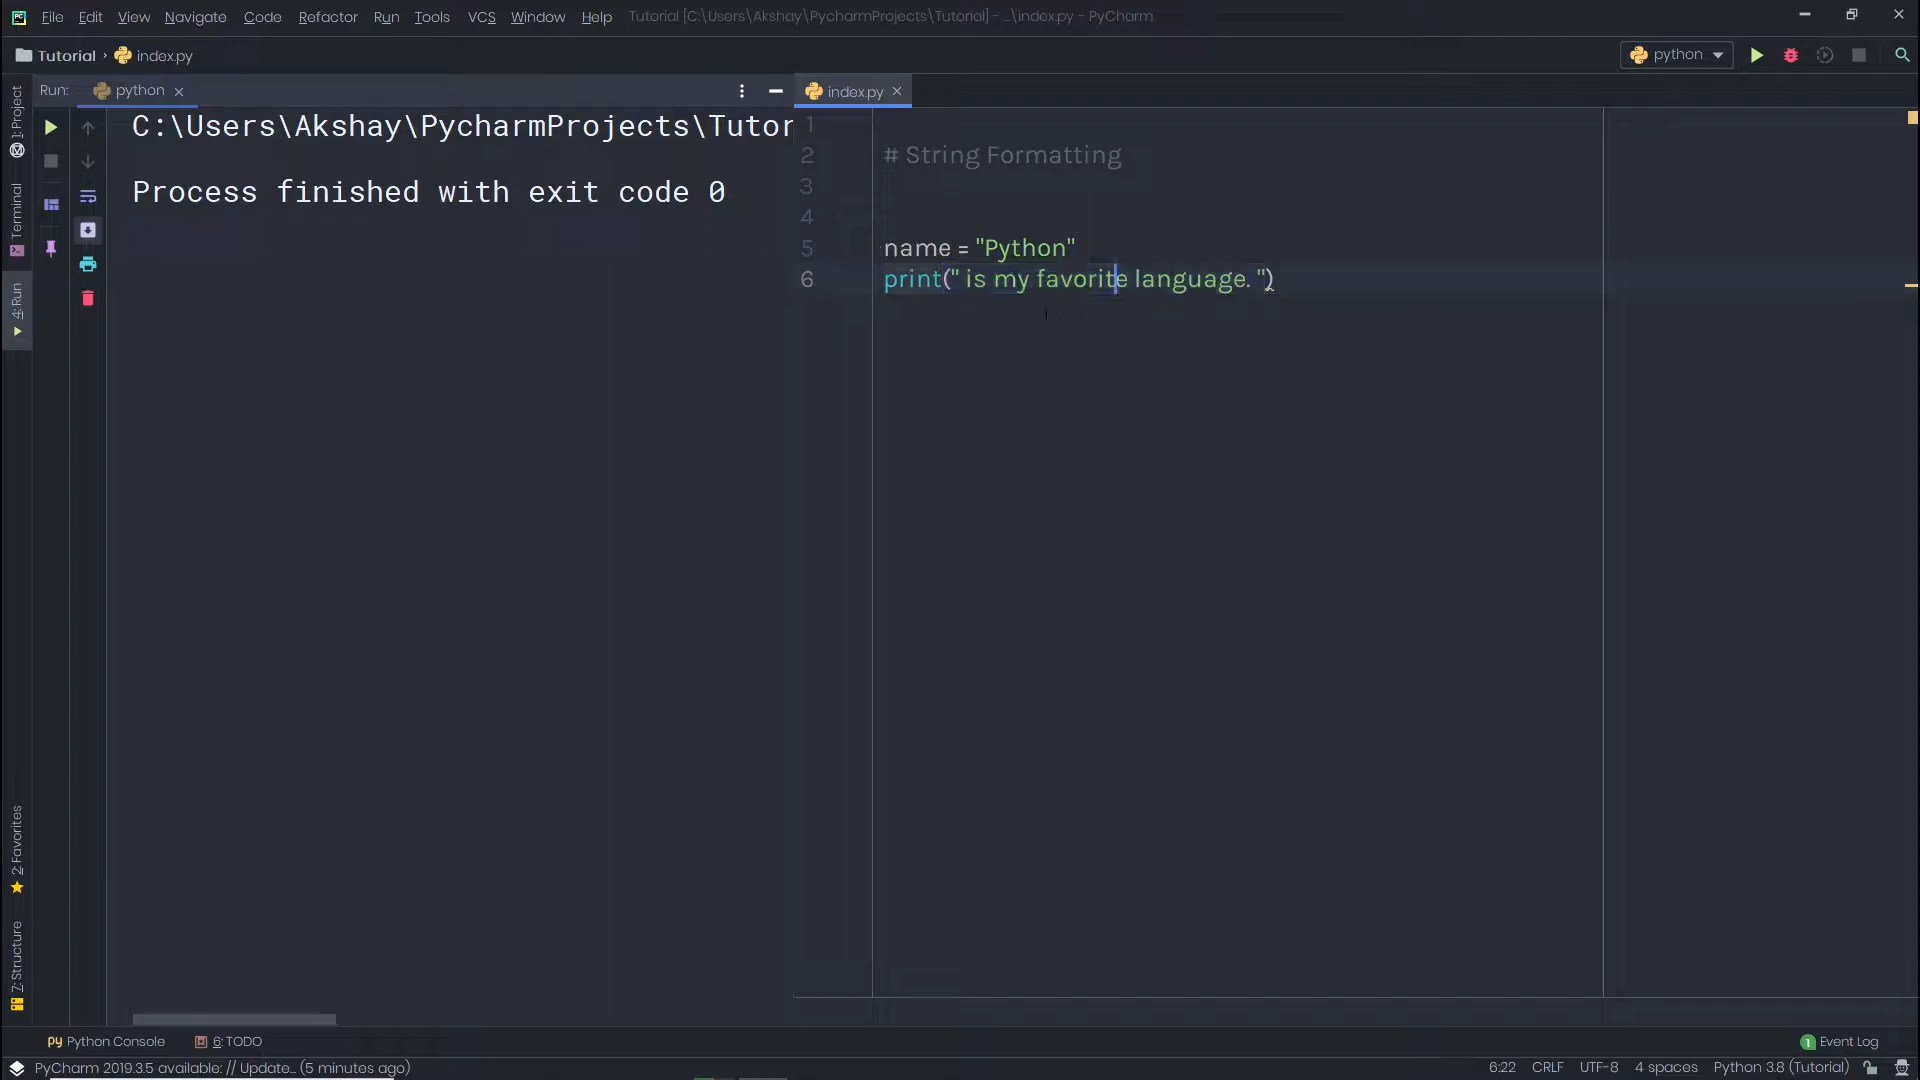 File Edit View Navigate Code Refactor Run Tools VCS Window Help Tutorial [C:\Users\Akshay\PycharmProjects\Tutorial] - ...\index.py - PyCharm
Tutorial index.py python
Run: python
index.py
1: Project
Terminal
4: Run
2: Favorites
7: Structure
C:\Users\Akshay\PycharmProjects\Tutor
Process finished with exit code 0
1
2 # String Formatting
3
4
5 name = "Python"
6 print(" is my favorite language. ")
Python Console 6: TODO 1 Event Log
PyCharm 2019.3.5 available: // Update... (5 minutes ago) 6:22 CRLF UTF-8 4 spaces Python 3.8 (Tutorial)